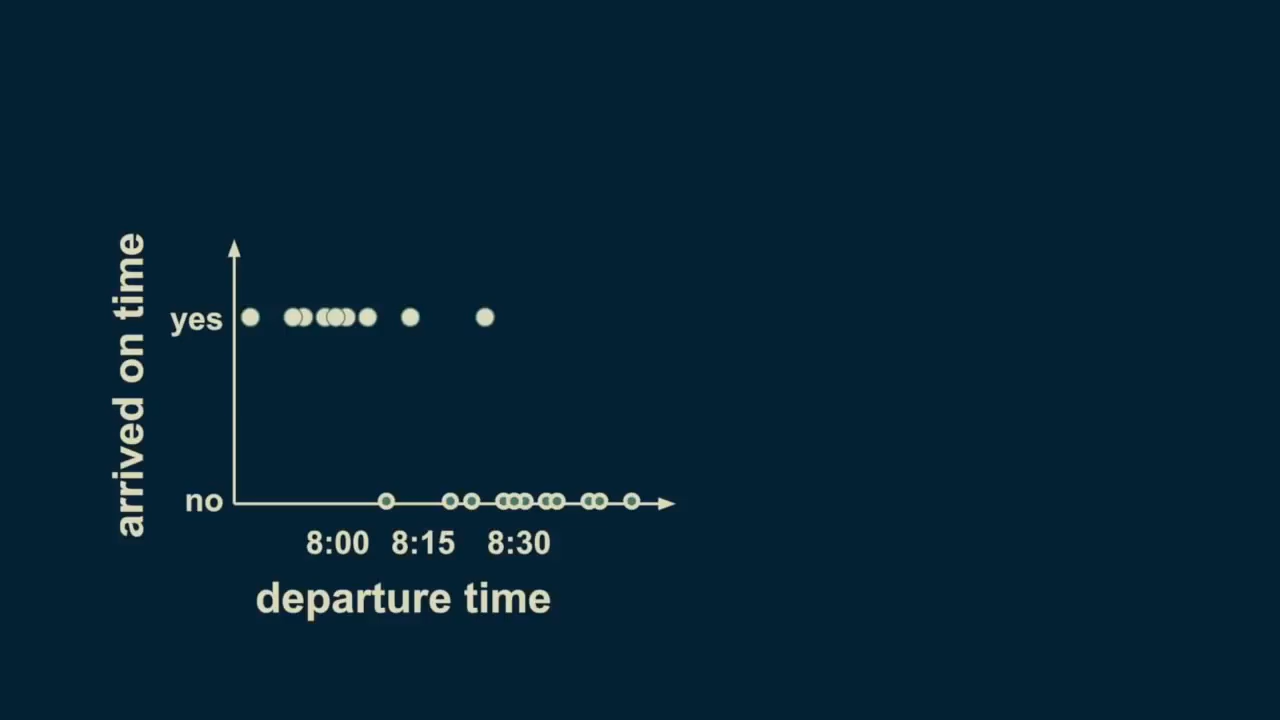 arrived on time
yes
no
8:00 8:15 8:30
departure time